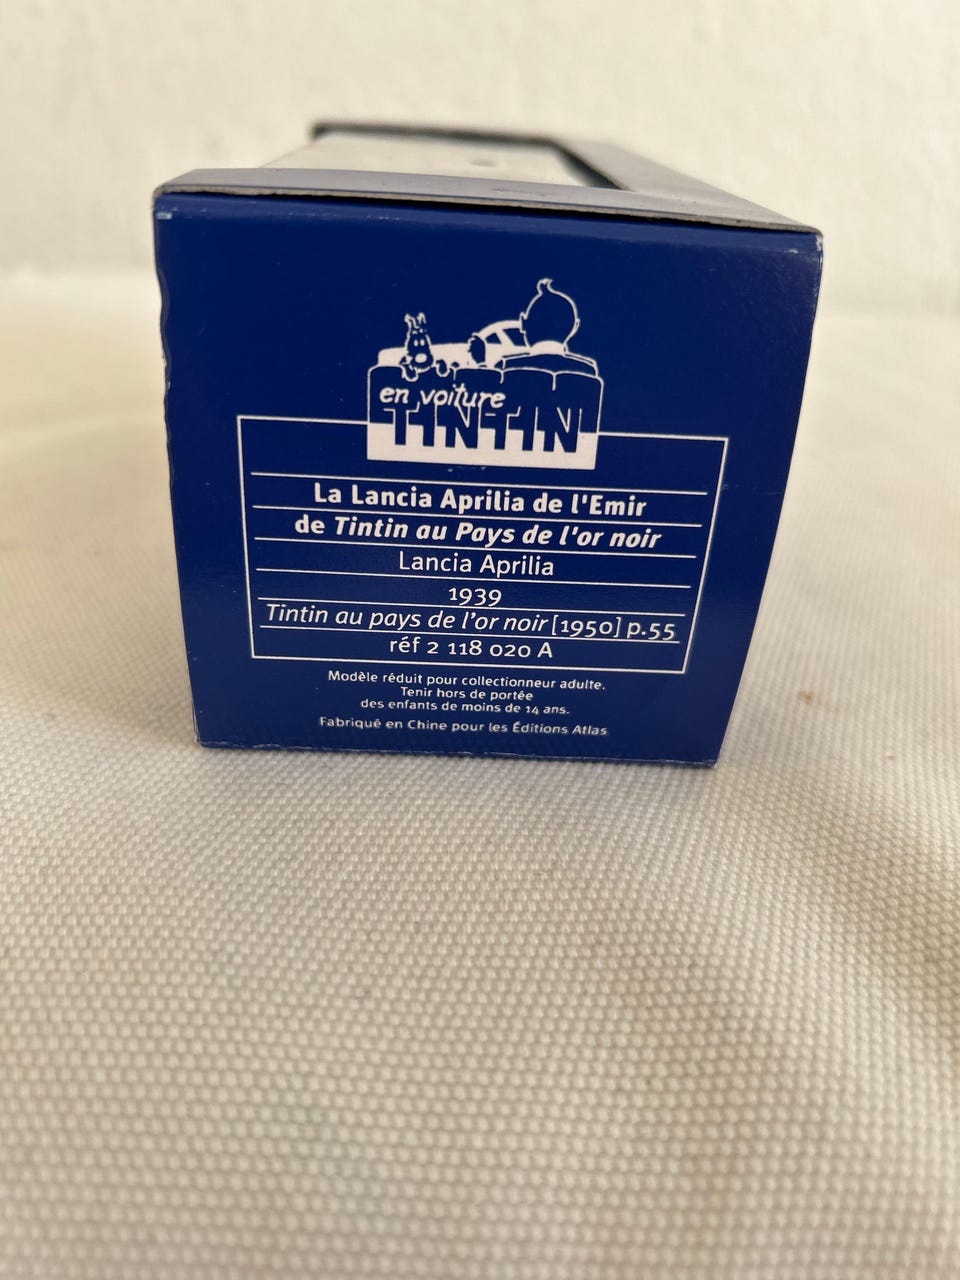 en voiture
TINTIN
La Lancia Aprilia de l'Emir
de Tintin au Pays de l'or noir
Lancia Aprilia
1939
Tintin au pays de l'or noir [1950] p.55
réf 2 118 020 A
Modèle réduit pour collectionneur adulte.
Tenir hors de portée
des enfants de moins de 14 ans.
Fabriqué en Chine pour les Éditions Atlas